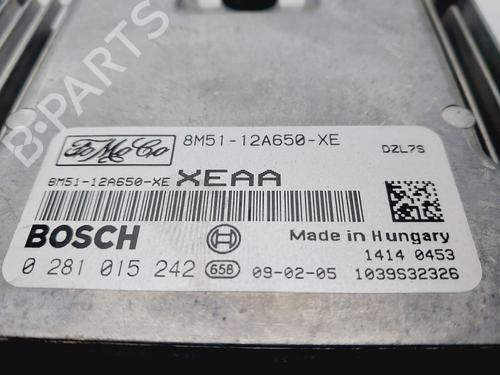 FoMoCo
8M51-12A650-XE
DZL7S
8M51-12A650-XE XEAA
BOSCH
Made in Hungary
1414 0453
0 281 015 242 658 09-02-05 1039S32326
B-PARTS